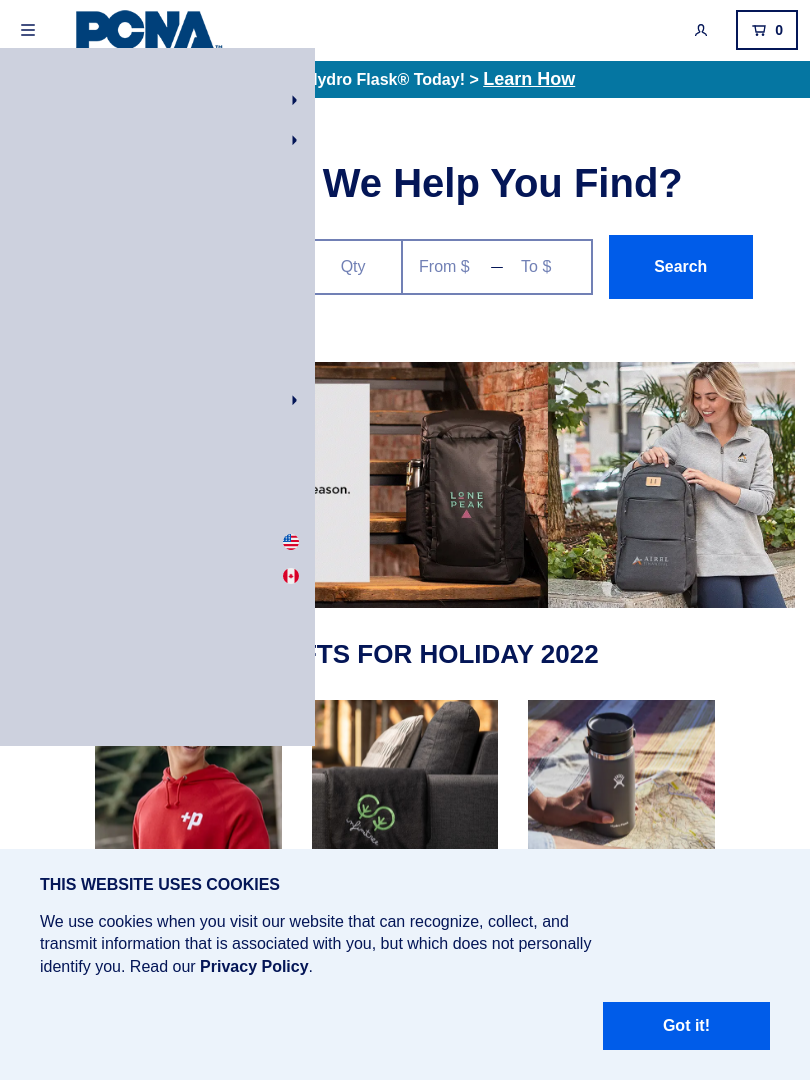 PCNA™
0
Hydro Flask® Today! > Learn How
We Help You Find?
Qty
From $ — To $
Search
eason.
LONE
PEAK
FTS FOR HOLIDAY 2022
+p
infinitree
THIS WEBSITE USES COOKIES
We use cookies when you visit our website that can recognize, collect, and
transmit information that is associated with you, but which does not personally
identify you. Read our Privacy Policy.
Got it!